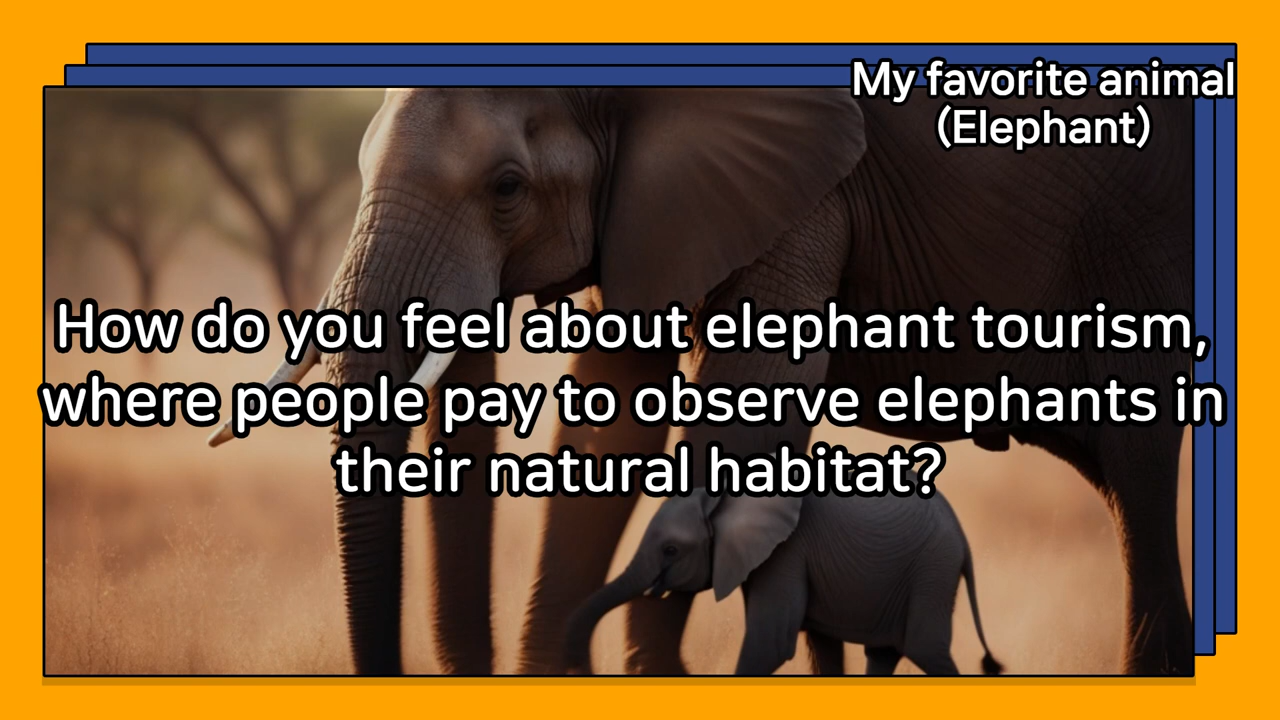 My favorite animal
(Elephant)
How do you feel about elephant tourism,
where people pay to observe elephants in
their natural habitat?